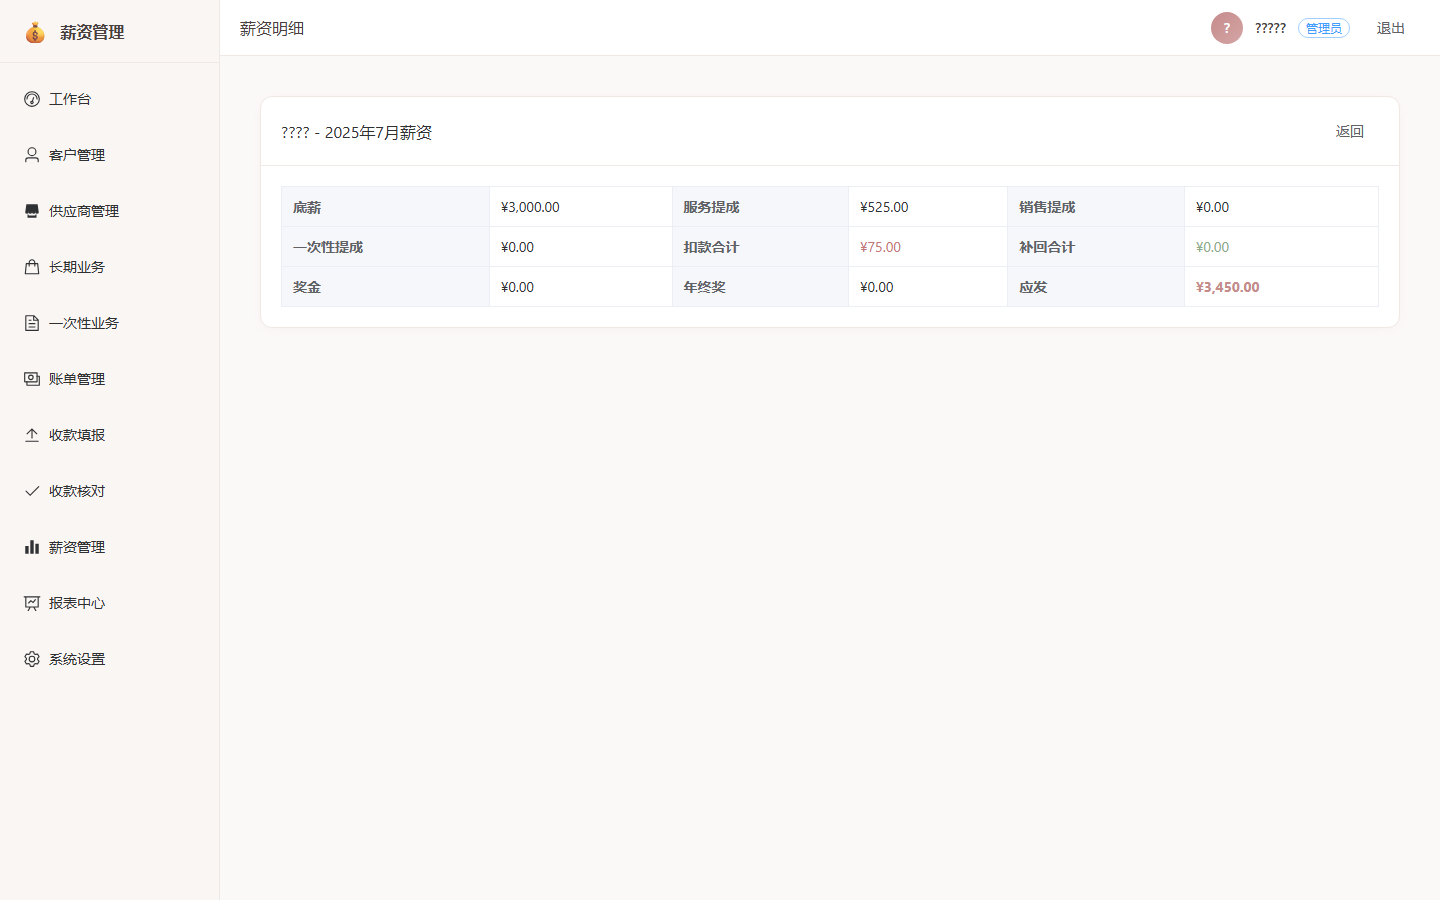 薪资管理
工作台
客户管理
供应商管理
长期业务
一次性业务
账单管理
收款填报
收款核对
薪资管理
报表中心
系统设置
薪资明细
? ????? 管理员 退出
???? - 2025年7月薪资 返回
底薪 ¥3,000.00 服务提成 ¥525.00 销售提成 ¥0.00
一次性提成 ¥0.00 扣款合计 ¥75.00 补回合计 ¥0.00
奖金 ¥0.00 年终奖 ¥0.00 应发 ¥3,450.00